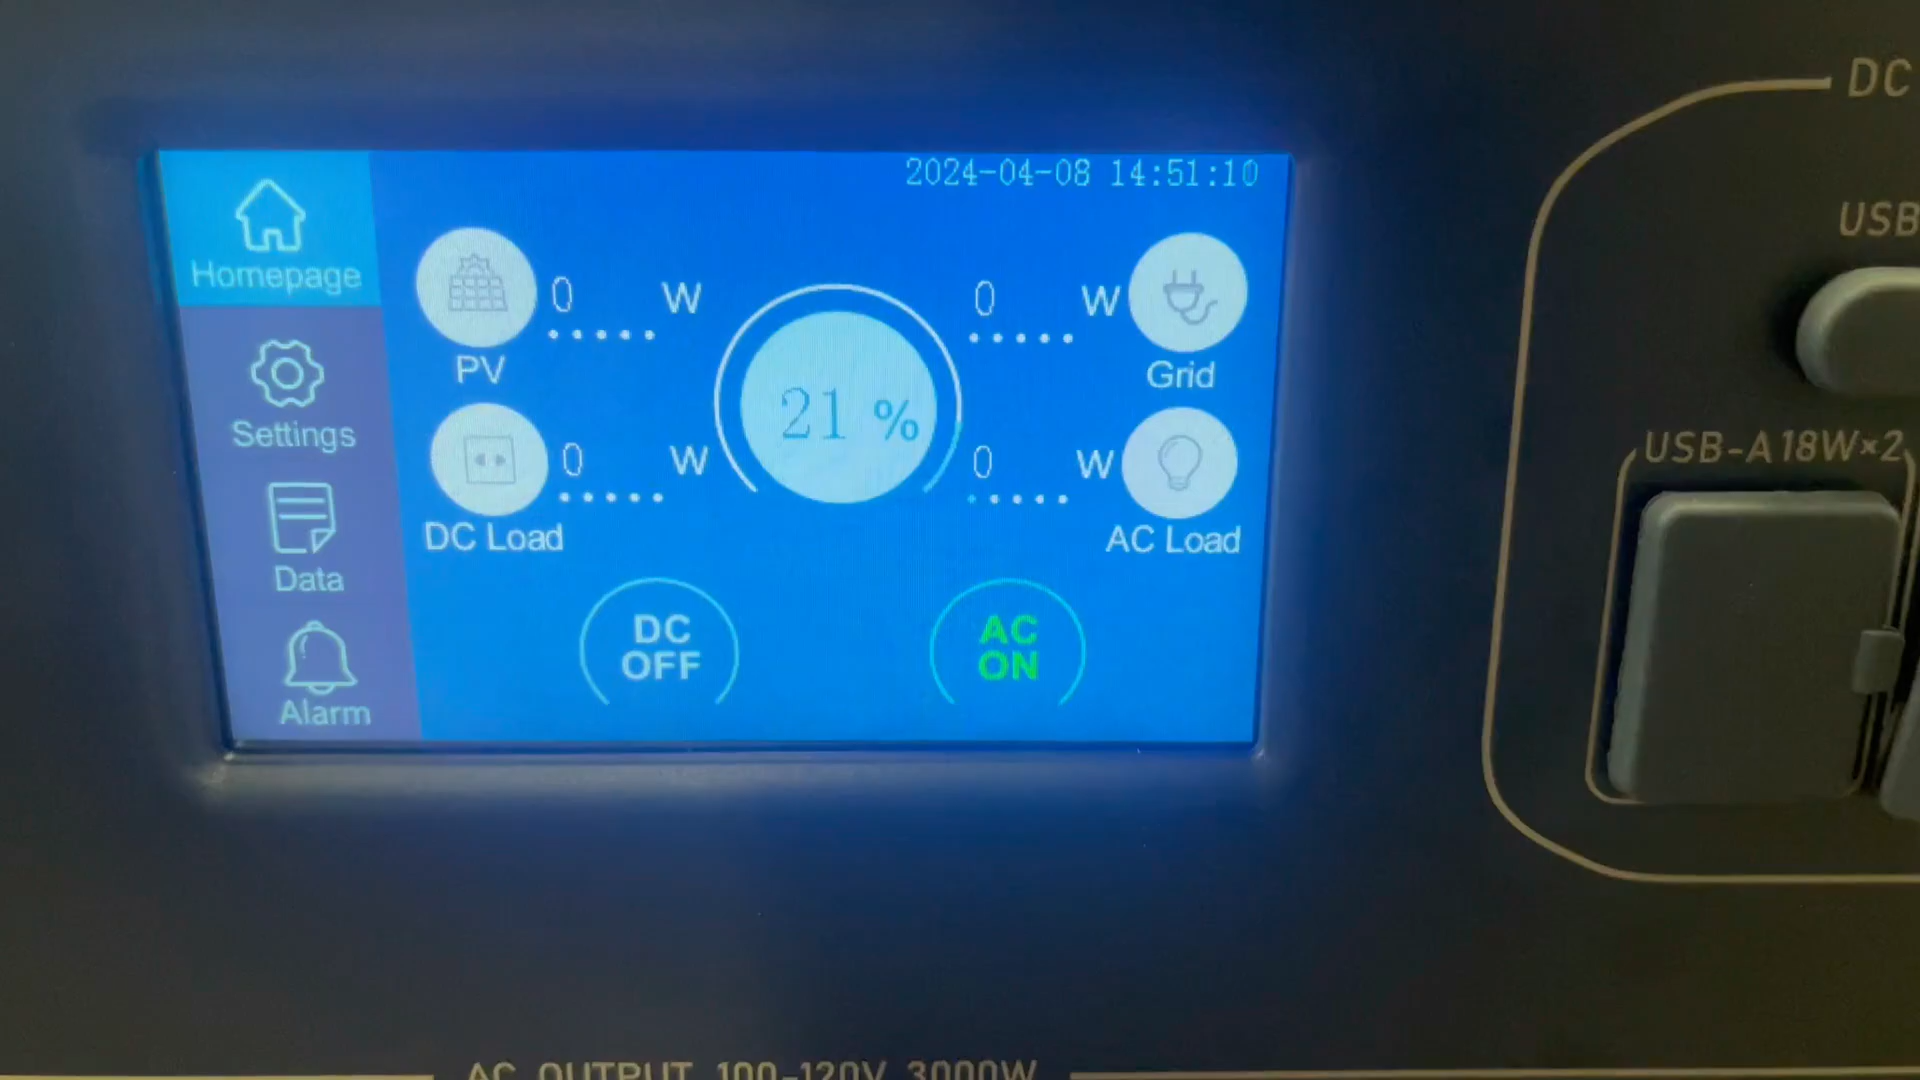 2024-04-08 14:51:10
Homepage
Settings
Data
Alarm
0 W
PV
0 W
Grid
21 %
0 W
DC Load
0 W
AC Load
DC
OFF
AC
ON
DC
USB
USB-A 18W×2
AC OUTPUT 100-120V 3000W